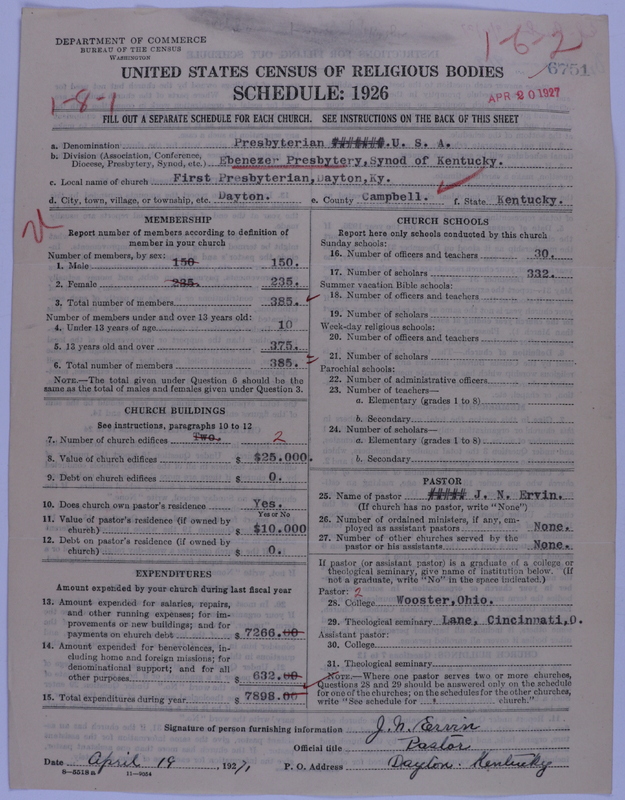 DEPARTMENT OF COMMERCE
BUREAU OF THE CENSUS
WASHINGTON
1-6-2
6751
UNITED STATES CENSUS OF RELIGIOUS BODIES
SCHEDULE: 1926
1-8-1
APR 20 1927
FILL OUT A SEPARATE SCHEDULE FOR EACH CHURCH. SEE INSTRUCTIONS ON THE BACK OF THIS SHEET
a. Denomination Presbyterian ####### U. S. A.
b. Division (Association, Conference,
Diocese, Presbytery, Synod, etc.) Ebenezer Presbytery, Synod of Kentucky.
c. Local name of church First Presbyterian, Dayton, Ky.
d. City, town, village, or township, etc. Dayton. e. County Campbell. f. State Kentucky.
MEMBERSHIP
Report number of members according to definition of
member in your church
Number of members, by sex:
1. Male 150 150.
2. Female 235. 235.
3. Total number of members 385.
Number of members under and over 13 years old:
4. Under 13 years of age 10
5. 13 years old and over 375.
6. Total number of members 385.
NOTE.—The total given under Question 6 should be the
same as the total of males and females given under Question 3.
CHURCH BUILDINGS
See instructions, paragraphs 10 to 12
7. Number of church edifices Two. 2
8. Value of church edifices $ $25.000.
9. Debt on church edifices $ 0.
10. Does church own pastor's residence Yes.
Yes or No
11. Value of pastor's residence (if owned by
church) $ $10.000
12. Debt on pastor's residence (if owned by
church) $ 0.
EXPENDITURES
Amount expended by your church during last fiscal year
13. Amount expended for salaries, repairs,
and other running expenses; for im-
provements or new buildings; and for
payments on church debt $ 7266.00
14. Amount expended for benevolences, in-
cluding home and foreign missions; for
denominational support; and for all
other purposes $ 632.00
15. Total expenditures during year $ 7898.00
CHURCH SCHOOLS
Report here only schools conducted by this church
Sunday schools:
16. Number of officers and teachers 30.
17. Number of scholars 332.
Summer vacation Bible schools:
18. Number of officers and teachers
19. Number of scholars
Week-day religious schools:
20. Number of officers and teachers
21. Number of scholars
Parochial schools:
22. Number of administrative officers
23. Number of teachers—
a. Elementary (grades 1 to 8)
b. Secondary
24. Number of scholars—
a. Elementary (grades 1 to 8)
b. Secondary
PASTOR
25. Name of pastor ##### J. N. Ervin.
(If church has no pastor, write "None")
26. Number of ordained ministers, if any, em-
ployed as assistant pastors None.
27. Number of other churches served by the
pastor or his assistants None.
If pastor (or assistant pastor) is a graduate of a college or
theological seminary, give name of institution below. (If
not a graduate, write "No" in the space indicated.)
Pastor: 2
28. College Wooster, Ohio.
29. Theological seminary Lane, Cincinnati, O.
Assistant pastor:
30. College
31. Theological seminary
NOTE.—Where one pastor serves two or more churches,
Questions 28 and 29 should be answered only on the schedule
for one of the churches; on the schedules for the other churches,
write "See schedule for church."
Signature of person furnishing information J. N. Ervin
Official title Pastor
Date April 19, 1927, P. O. Address Dayton. Kentucky
8-5518a 11-9034